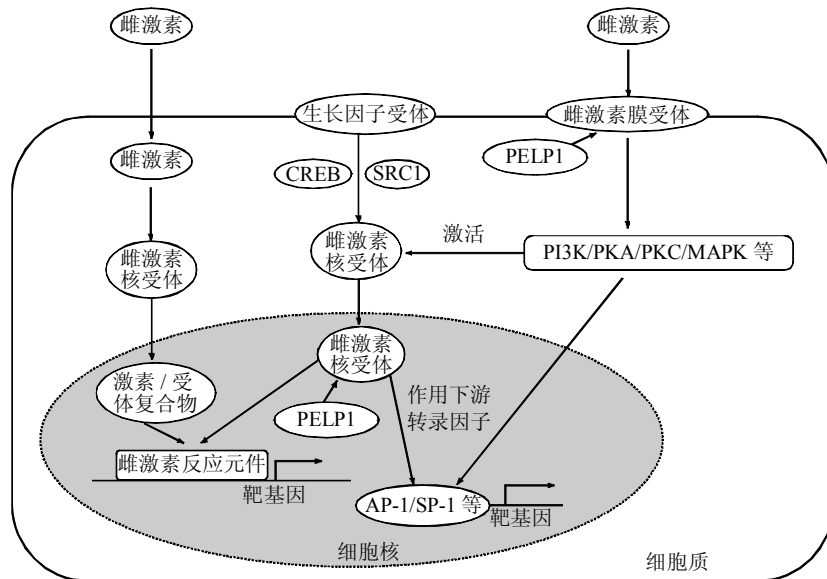 雌激素
雌激素
生长因子受体
雌激素膜受体
雌激素
PELP1
CREB
SRC1
雌激素
核受体
激活
PI3K/PKA/PKC/MAPK 等
雌激素
核受体
雌激素
核受体
激素 / 受
体复合物
PELP1
作用下游
转录因子
雌激素反应元件
靶基因
AP-1/SP-1 等
靶基因
细胞核
细胞质